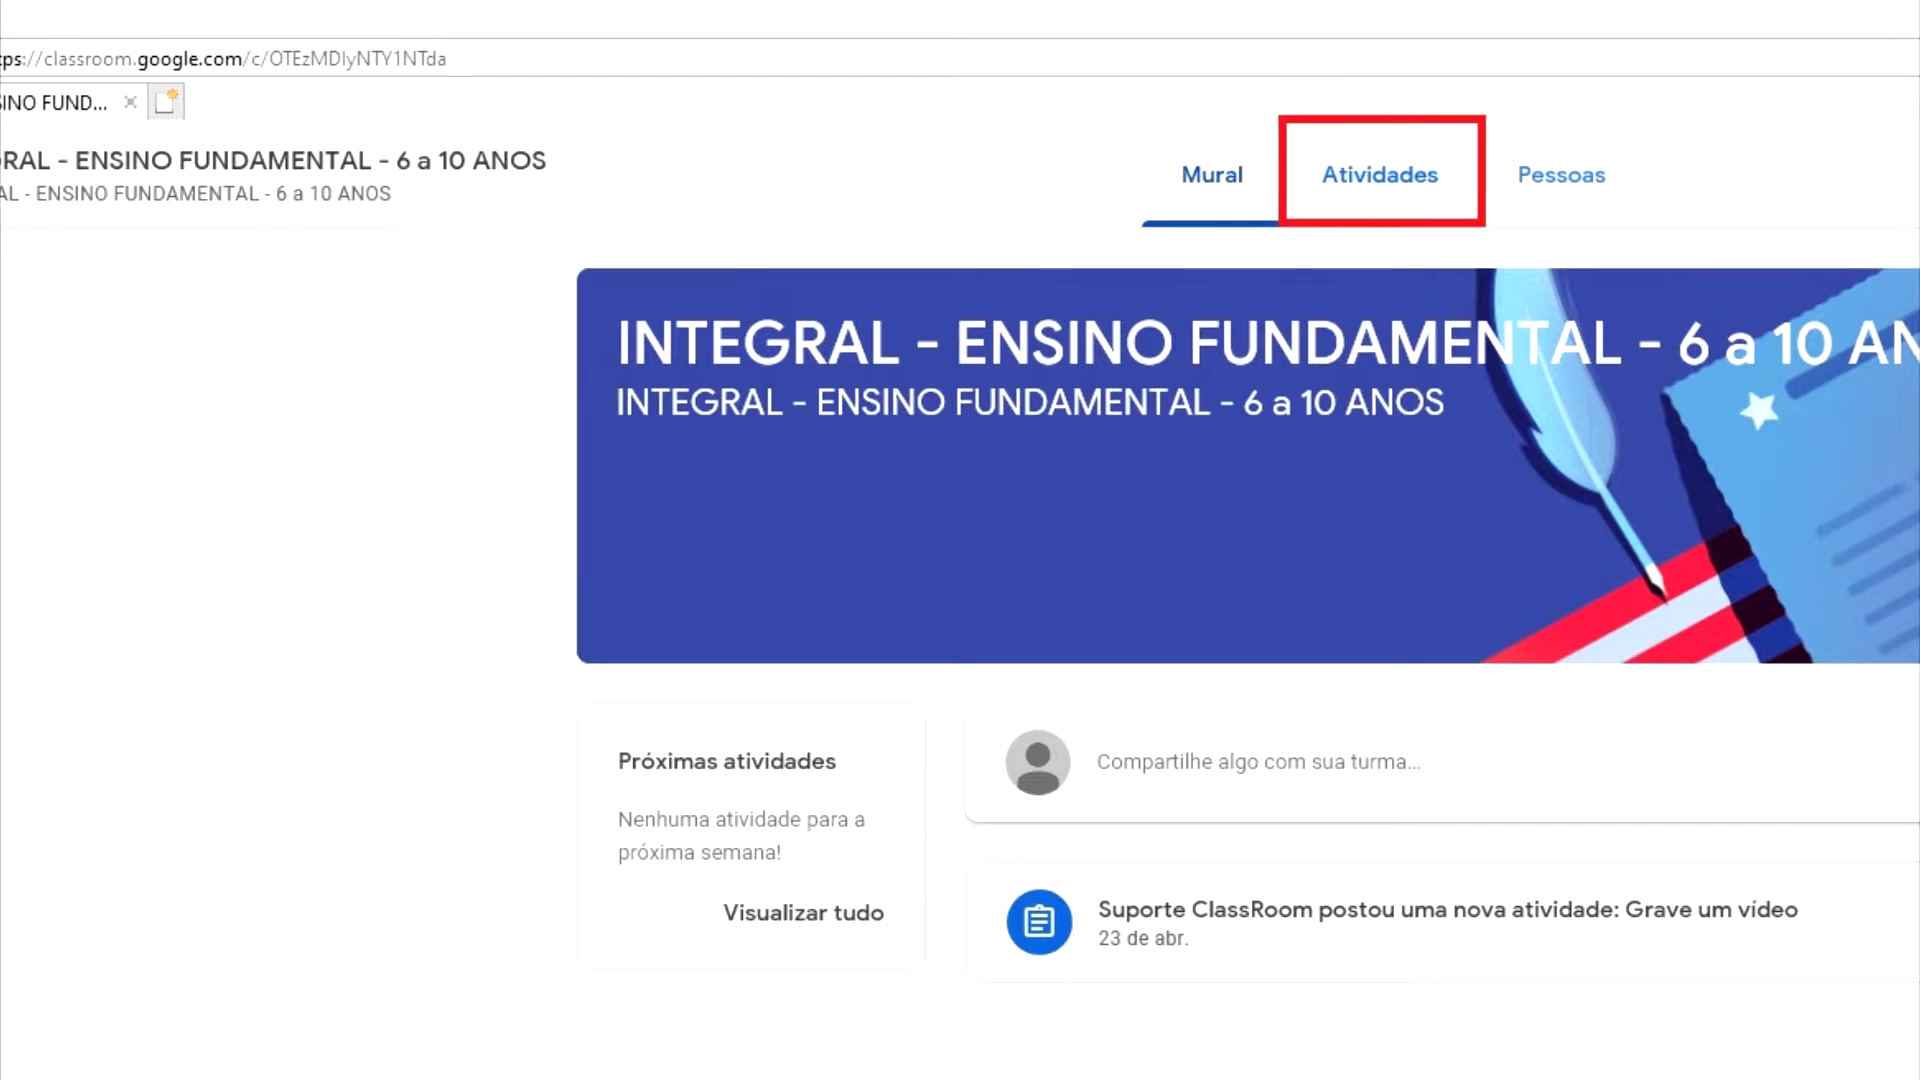 tps://classroom.google.com/c/OTEzMDIyNTY1NTda
SINO FUND...
RAL - ENSINO FUNDAMENTAL - 6 a 10 ANOS
AL - ENSINO FUNDAMENTAL - 6 a 10 ANOS
Mural Atividades Pessoas
INTEGRAL - ENSINO FUNDAMENTAL - 6 a 10 AN
INTEGRAL - ENSINO FUNDAMENTAL - 6 a 10 ANOS
Próximas atividades
Nenhuma atividade para a
próxima semana!
Visualizar tudo
Compartilhe algo com sua turma...
Suporte ClassRoom postou uma nova atividade: Grave um vídeo
23 de abr.